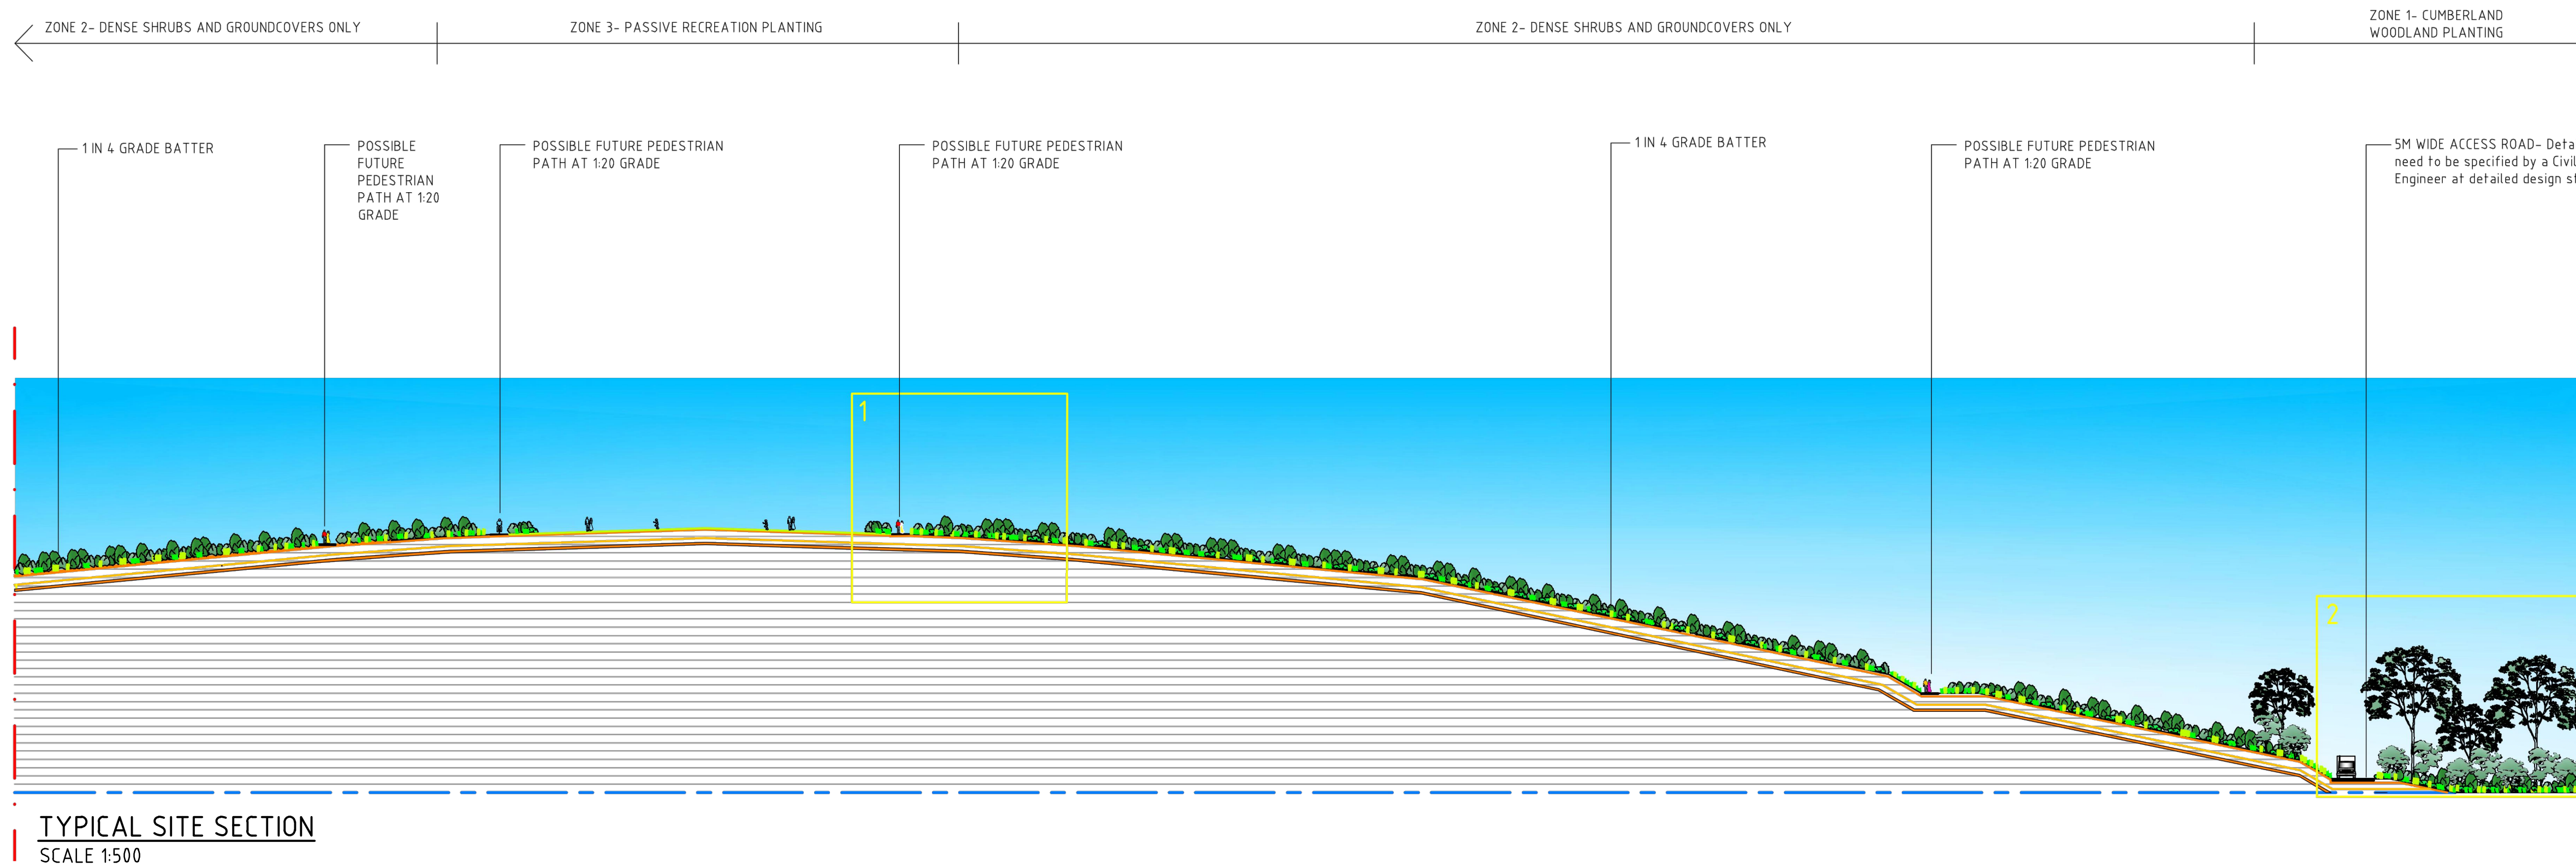 ZONE 2- DENSE SHRUBS AND GROUNDCOVERS ONLY
ZONE 3- PASSIVE RECREATION PLANTING
ZONE 2- DENSE SHRUBS AND GROUNDCOVERS ONLY
ZONE 1- CUMBERLAND
WOODLAND PLANTING
1 IN 4 GRADE BATTER
POSSIBLE
FUTURE
PEDESTRIAN
PATH AT 1:20
GRADE
POSSIBLE FUTURE PEDESTRIAN
PATH AT 1:20 GRADE
POSSIBLE FUTURE PEDESTRIAN
PATH AT 1:20 GRADE
1 IN 4 GRADE BATTER
POSSIBLE FUTURE PEDESTRIAN
PATH AT 1:20 GRADE
5M WIDE ACCESS ROAD- Deta
need to be specified by a Civil
Engineer at detailed design st
1
2
TYPICAL SITE SECTION
SCALE 1:500